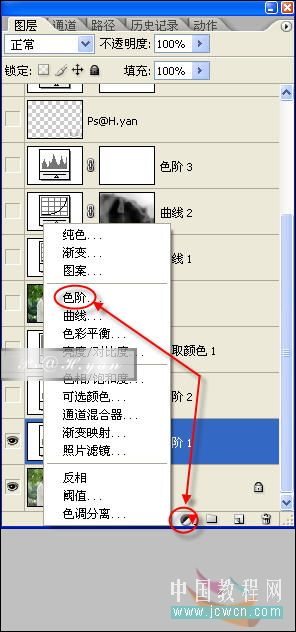 图层 通道 路径 历史记录 动作
正常 不透明度: 100%
锁定: 填充: 100%
Ps@H.yan
色阶 3
曲线 2
纯色...
渐变...
图案...
线 1
色阶...
曲线...
色彩平衡...
亮度/对比度...
取颜色 1
Ps@H.yan
色相/饱和度...
可选颜色...
阶 2
通道混合器...
渐变映射...
阶 1
照片滤镜...
反相
阈值...
色调分离...
中国教程网
www.jcwcn.com